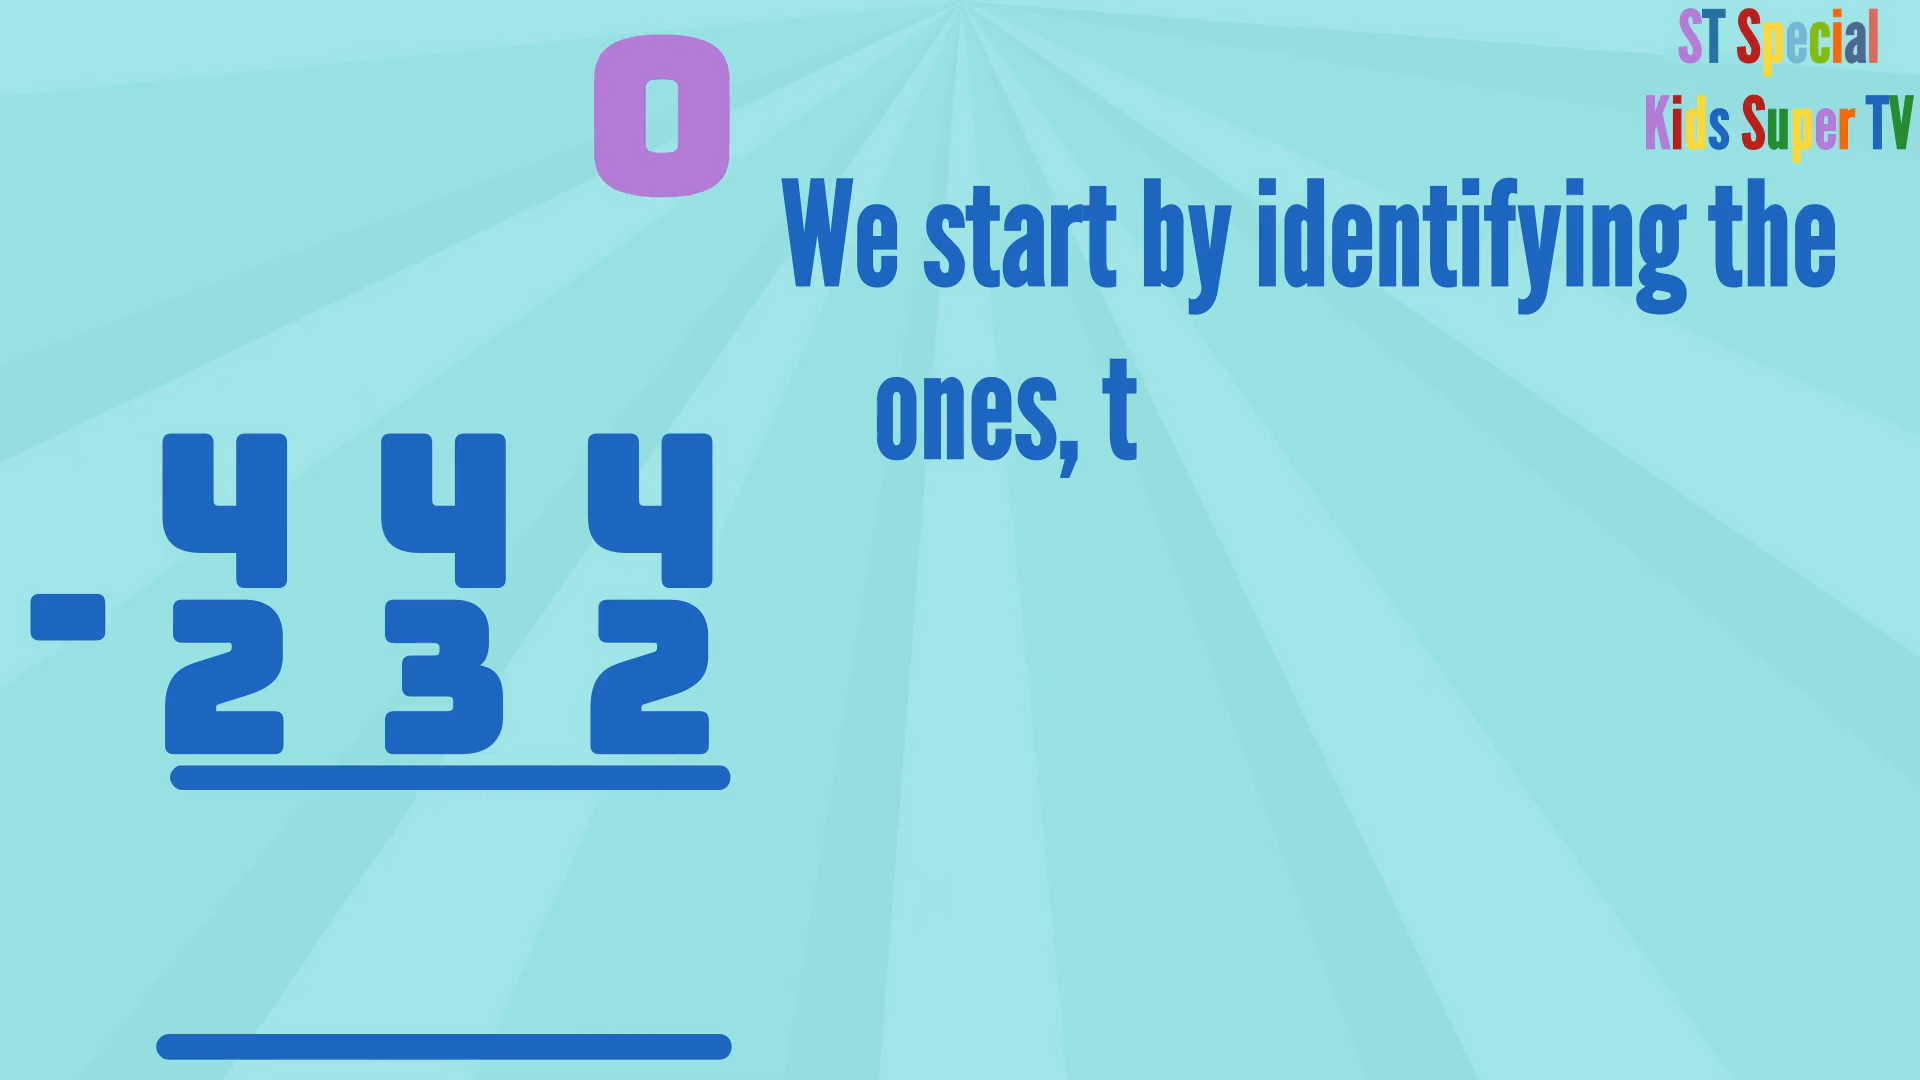 ST Special
Kids Super TV
O
We start by identifying the
ones, t
4 4 4
- 2 3 2